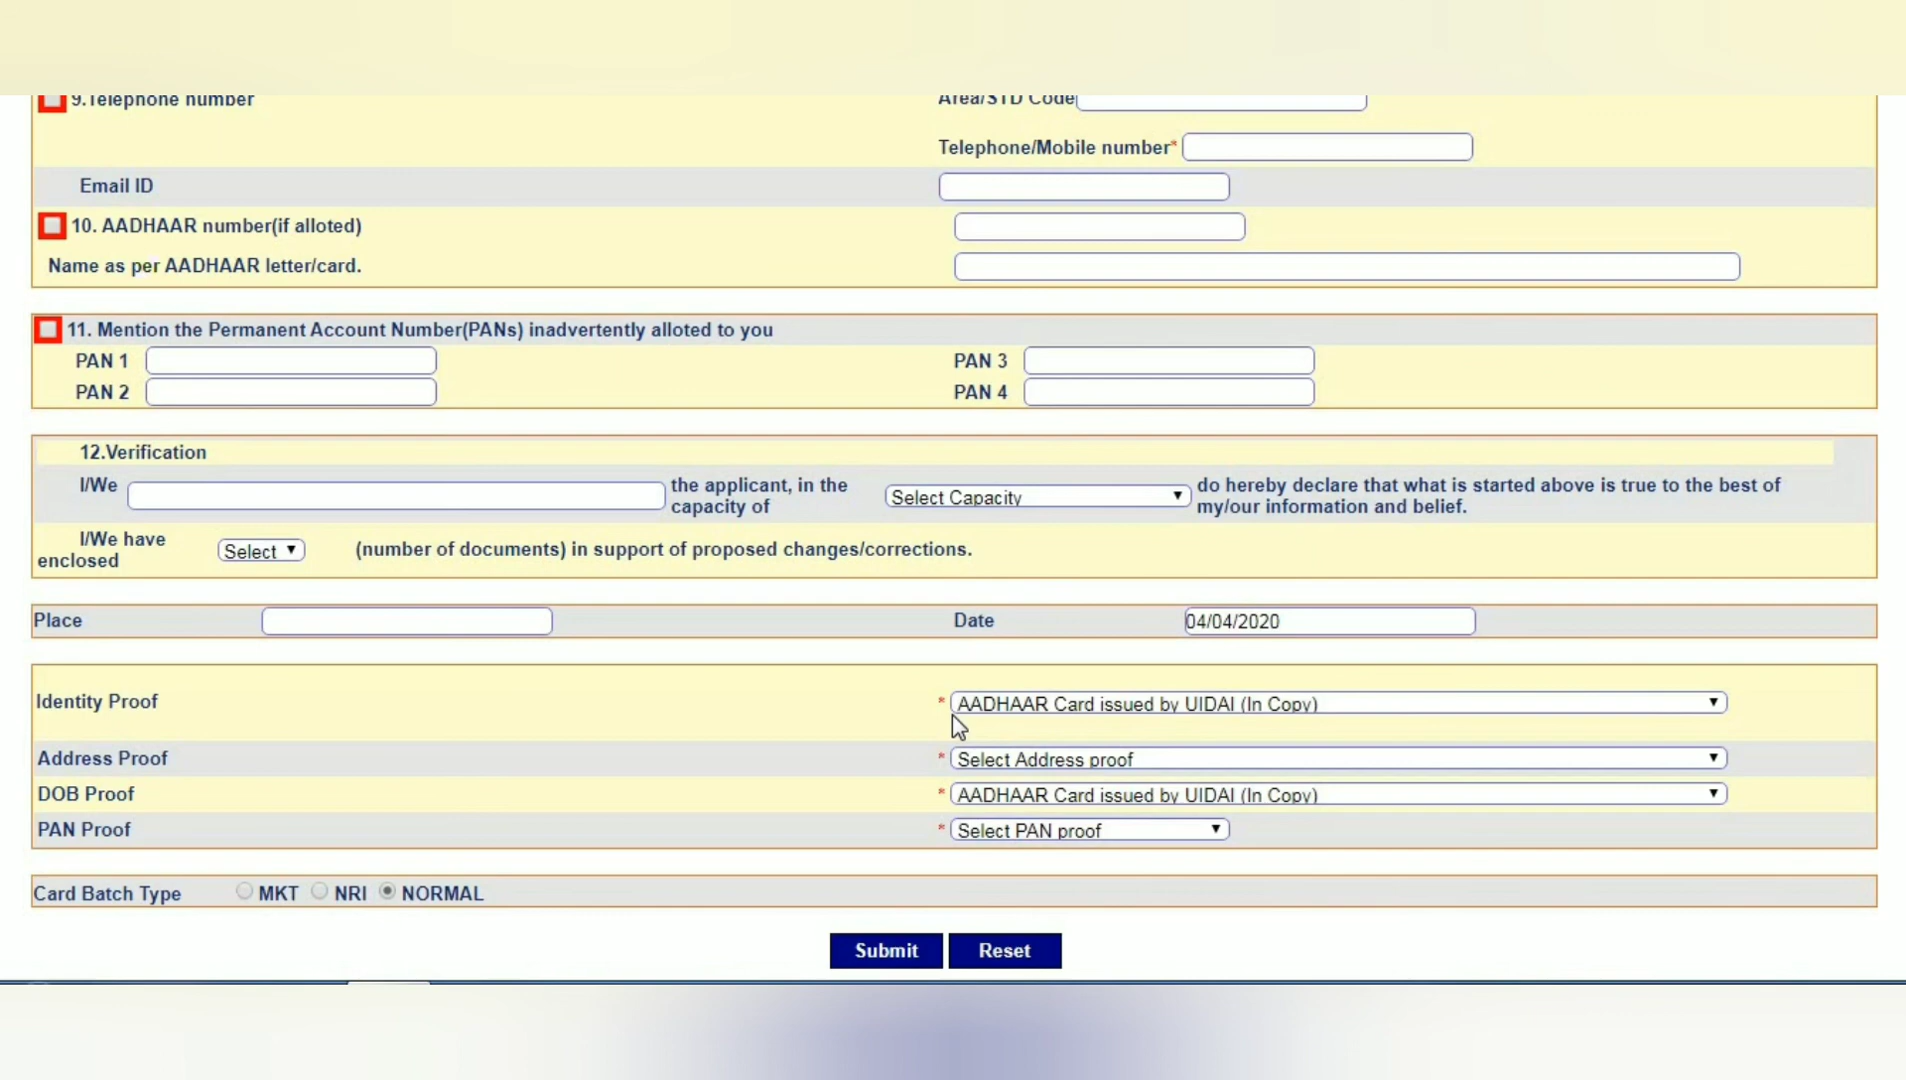 9.Telephone number Area/STD Code
Telephone/Mobile number*
Email ID
10. AADHAAR number(if alloted)
Name as per AADHAAR letter/card.
11. Mention the Permanent Account Number(PANs) inadvertently alloted to you
PAN 1 PAN 3
PAN 2 PAN 4
12.Verification
I/We the applicant, in the capacity of Select Capacity do hereby declare that what is started above is true to the best of my/our information and belief.
I/We have enclosed Select (number of documents) in support of proposed changes/corrections.
Place Date 04/04/2020
Identity Proof * AADHAAR Card issued by UIDAI (In Copy)
Address Proof * Select Address proof
DOB Proof * AADHAAR Card issued by UIDAI (In Copy)
PAN Proof * Select PAN proof
Card Batch Type MKT NRI NORMAL
Submit Reset